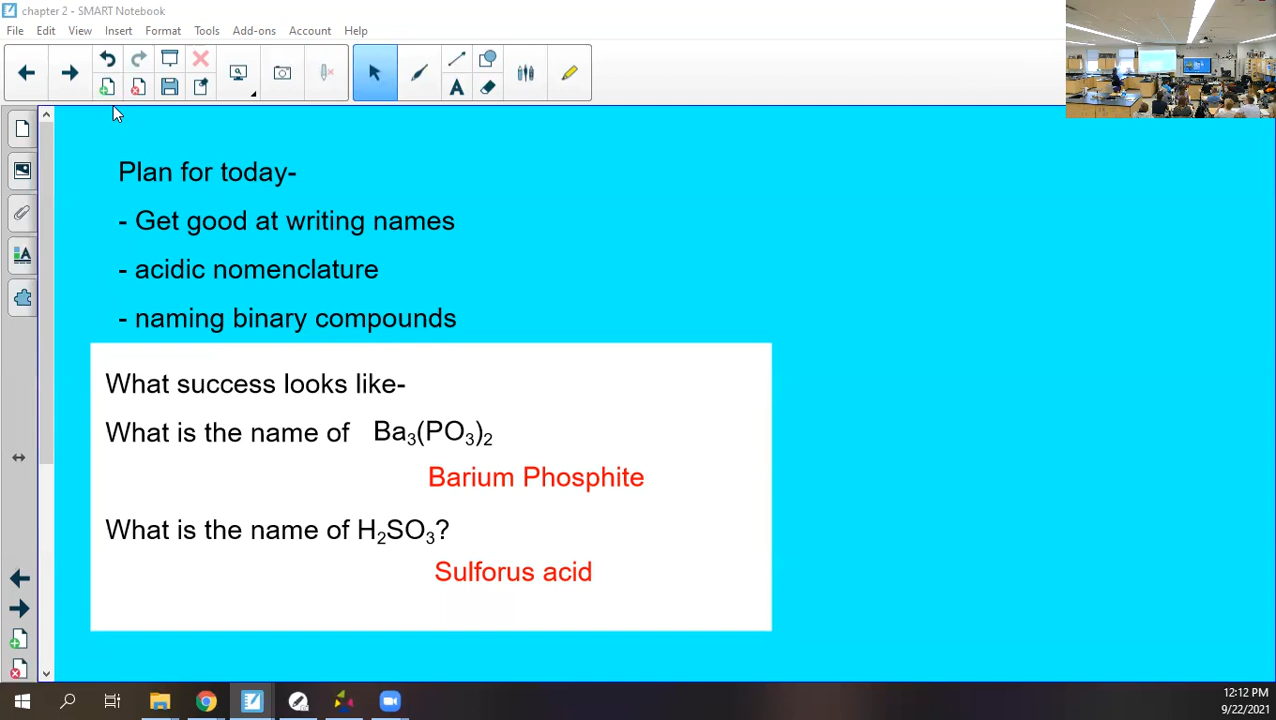 chapter 2 - SMART Notebook
File Edit View Insert Format Tools Add-ons Account Help
Plan for today-
- Get good at writing names
- acidic nomenclature
- naming binary compounds
What success looks like-
What is the name of Ba₃(PO₃)₂
Barium Phosphite
What is the name of H₂SO₃?
Sulforus acid
12:12 PM
9/22/2021